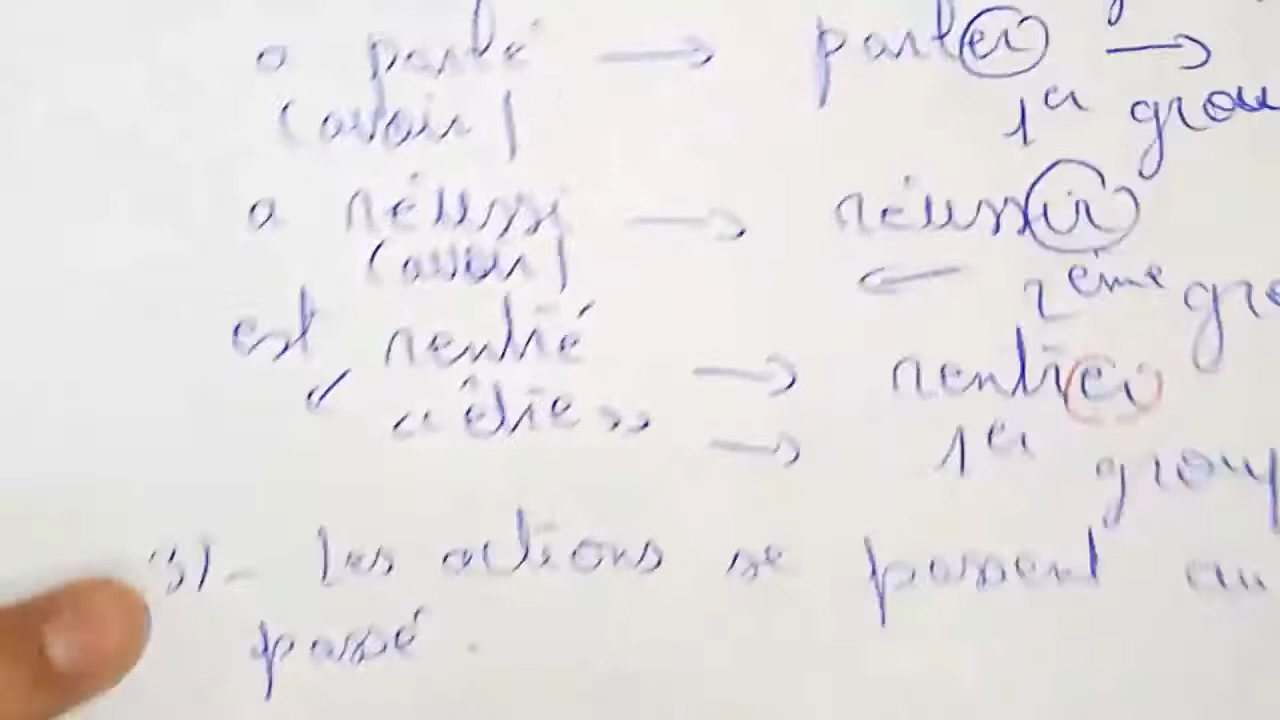 a parlé → parler →
(avoir) 1er grou
a réussi → réussir
(avoir) ← 2ème gro
est rentré → rentrer
"être" → 1er group
3)- Les actions se passent au
passé.